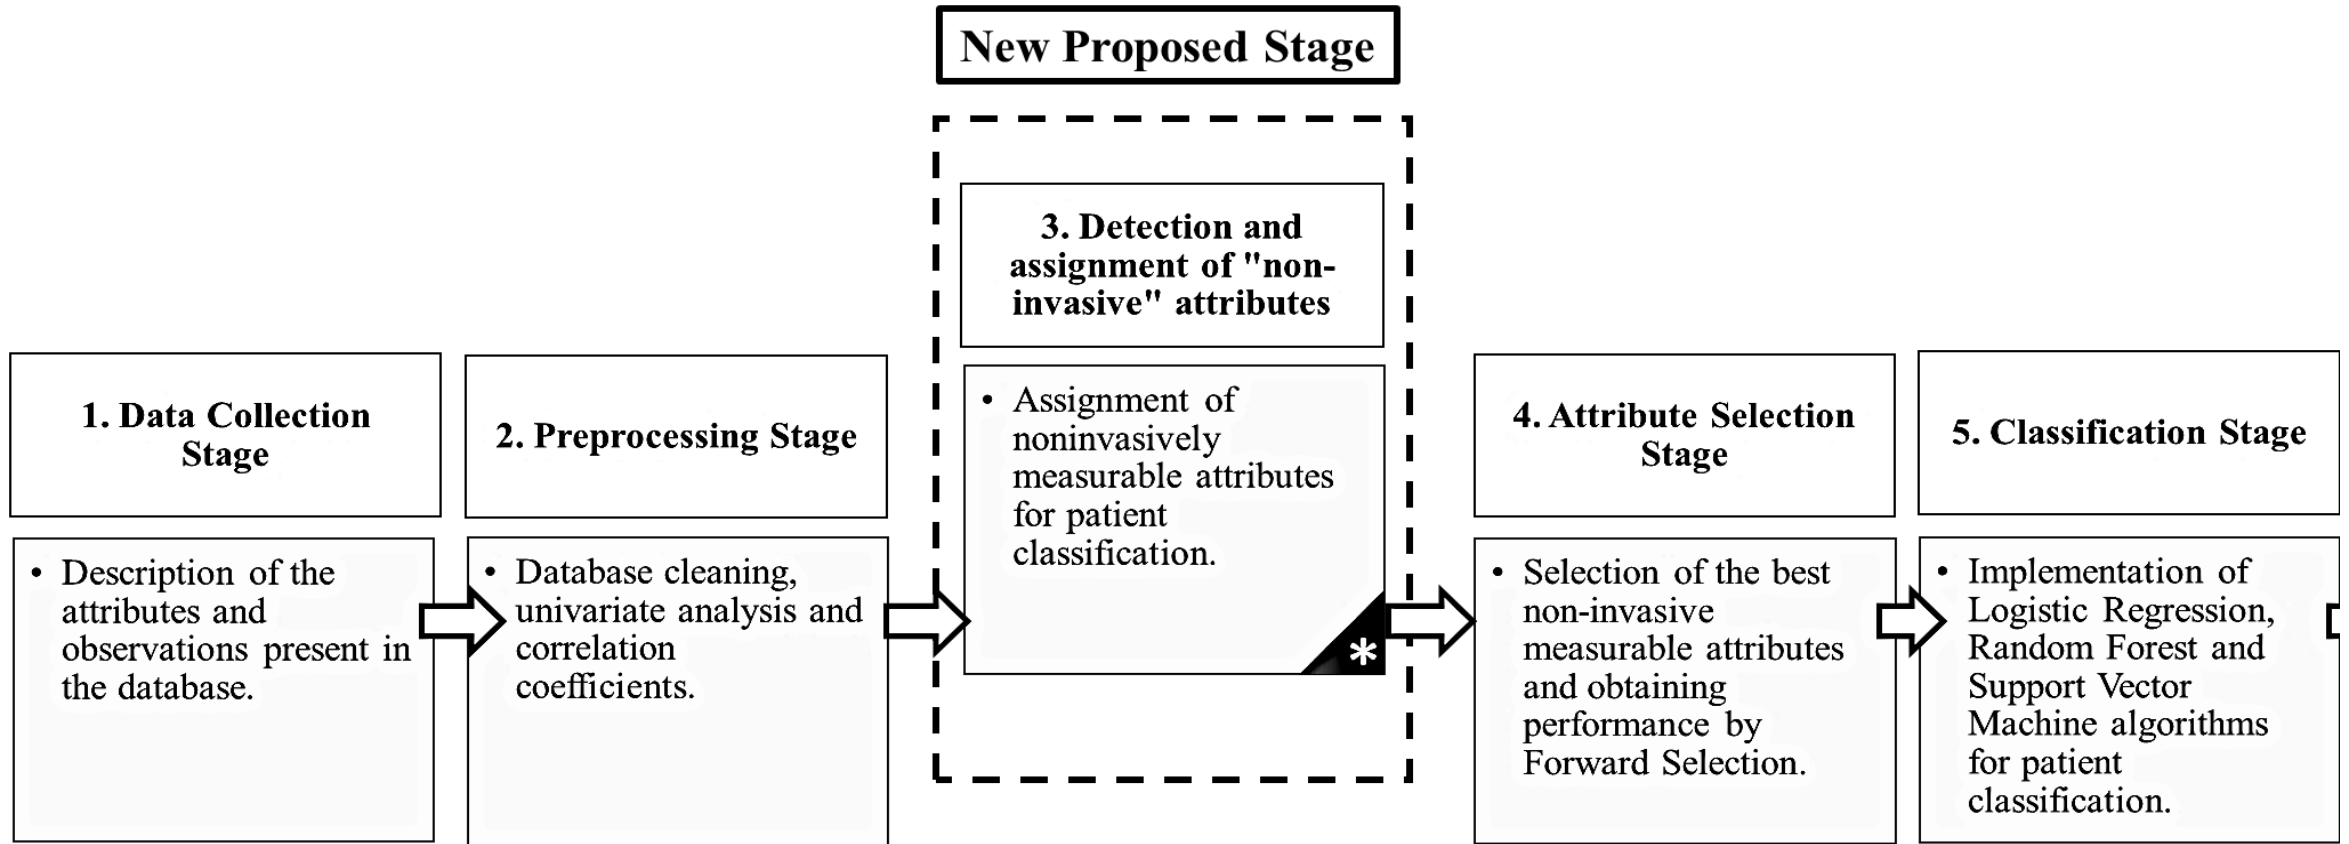 New Proposed Stage
1. Data Collection
Stage
• Description of the
attributes and
observations present in
the database.
2. Preprocessing Stage
• Database cleaning,
univariate analysis and
correlation
coefficients.
3. Detection and
assignment of "non-
invasive" attributes
• Assignment of
noninvasively
measurable attributes
for patient
classification.
*
4. Attribute Selection
Stage
• Selection of the best
non-invasive
measurable attributes
and obtaining
performance by
Forward Selection.
5. Classification Stage
• Implementation of
Logistic Regression,
Random Forest and
Support Vector
Machine algorithms
for patient
classification.